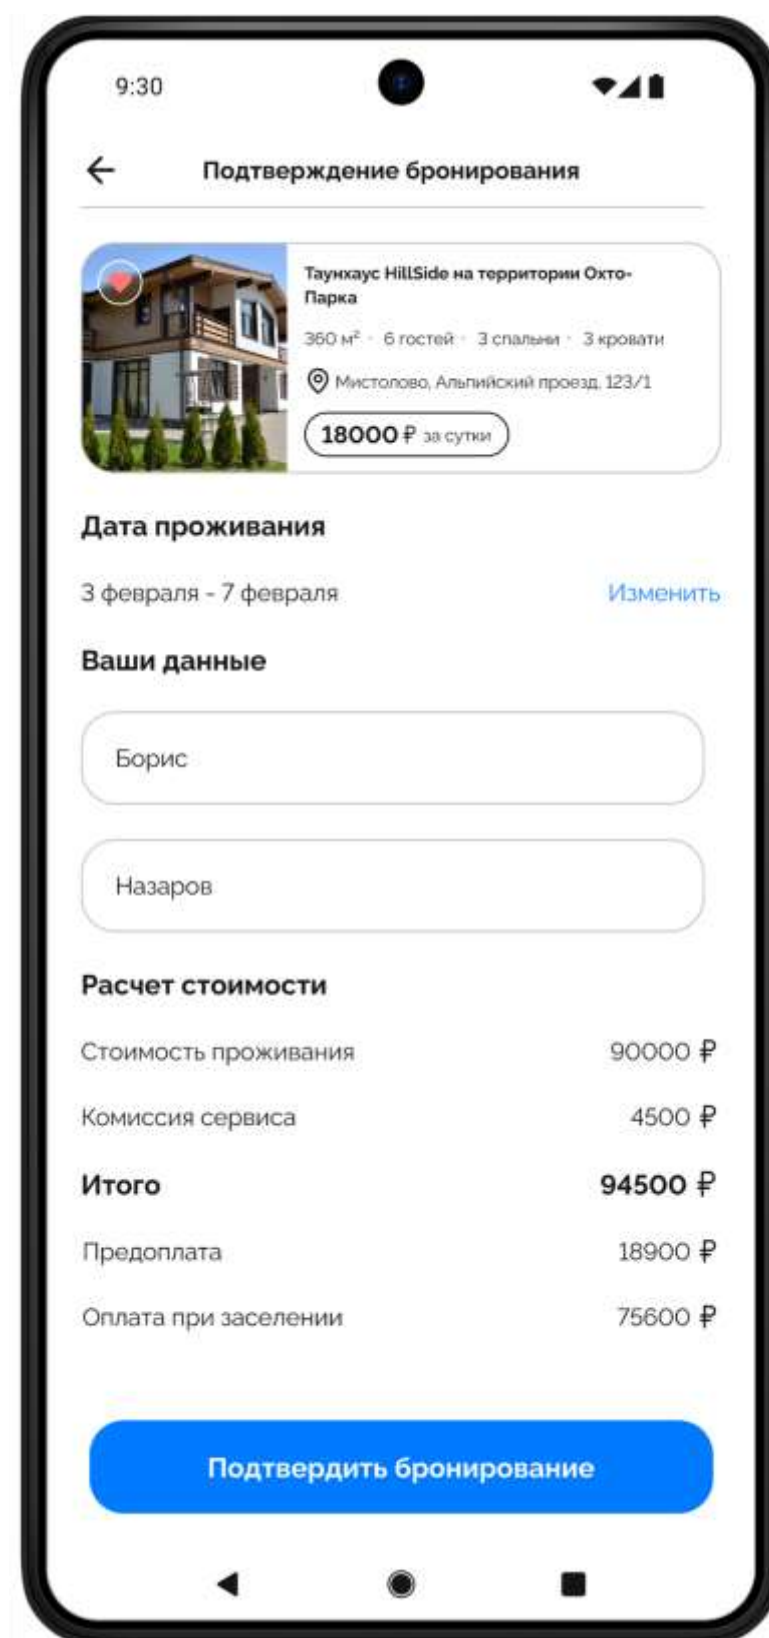 9:30
Подтверждение бронирования
Таунхаус HillSide на территории Охто-
Парка
360 м² · 6 гостей · 3 спальни · 3 кровати
Мистолово, Альпийский проезд, 123/1
18000 ₽ за сутки
Дата проживания
3 февраля - 7 февраля Изменить
Ваши данные
Борис
Назаров
Расчет стоимости
Стоимость проживания 90000 ₽
Комиссия сервиса 4500 ₽
Итого 94500 ₽
Предоплата 18900 ₽
Оплата при заселении 75600 ₽
Подтвердить бронирование